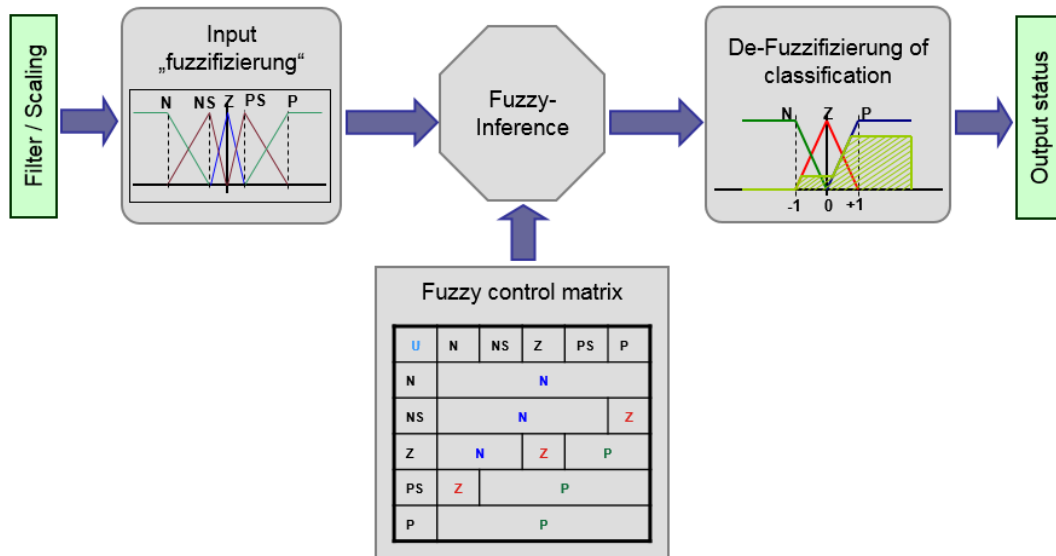 Filter / Scaling
Input
„fuzzifizierung“
N NS Z PS P
Fuzzy-
Inference
De-Fuzzifizierung of
classification
N Z P
-1 0 +1
Output status
Fuzzy control matrix
U N NS Z PS P
N N
NS N Z
Z N Z P
PS Z P
P P